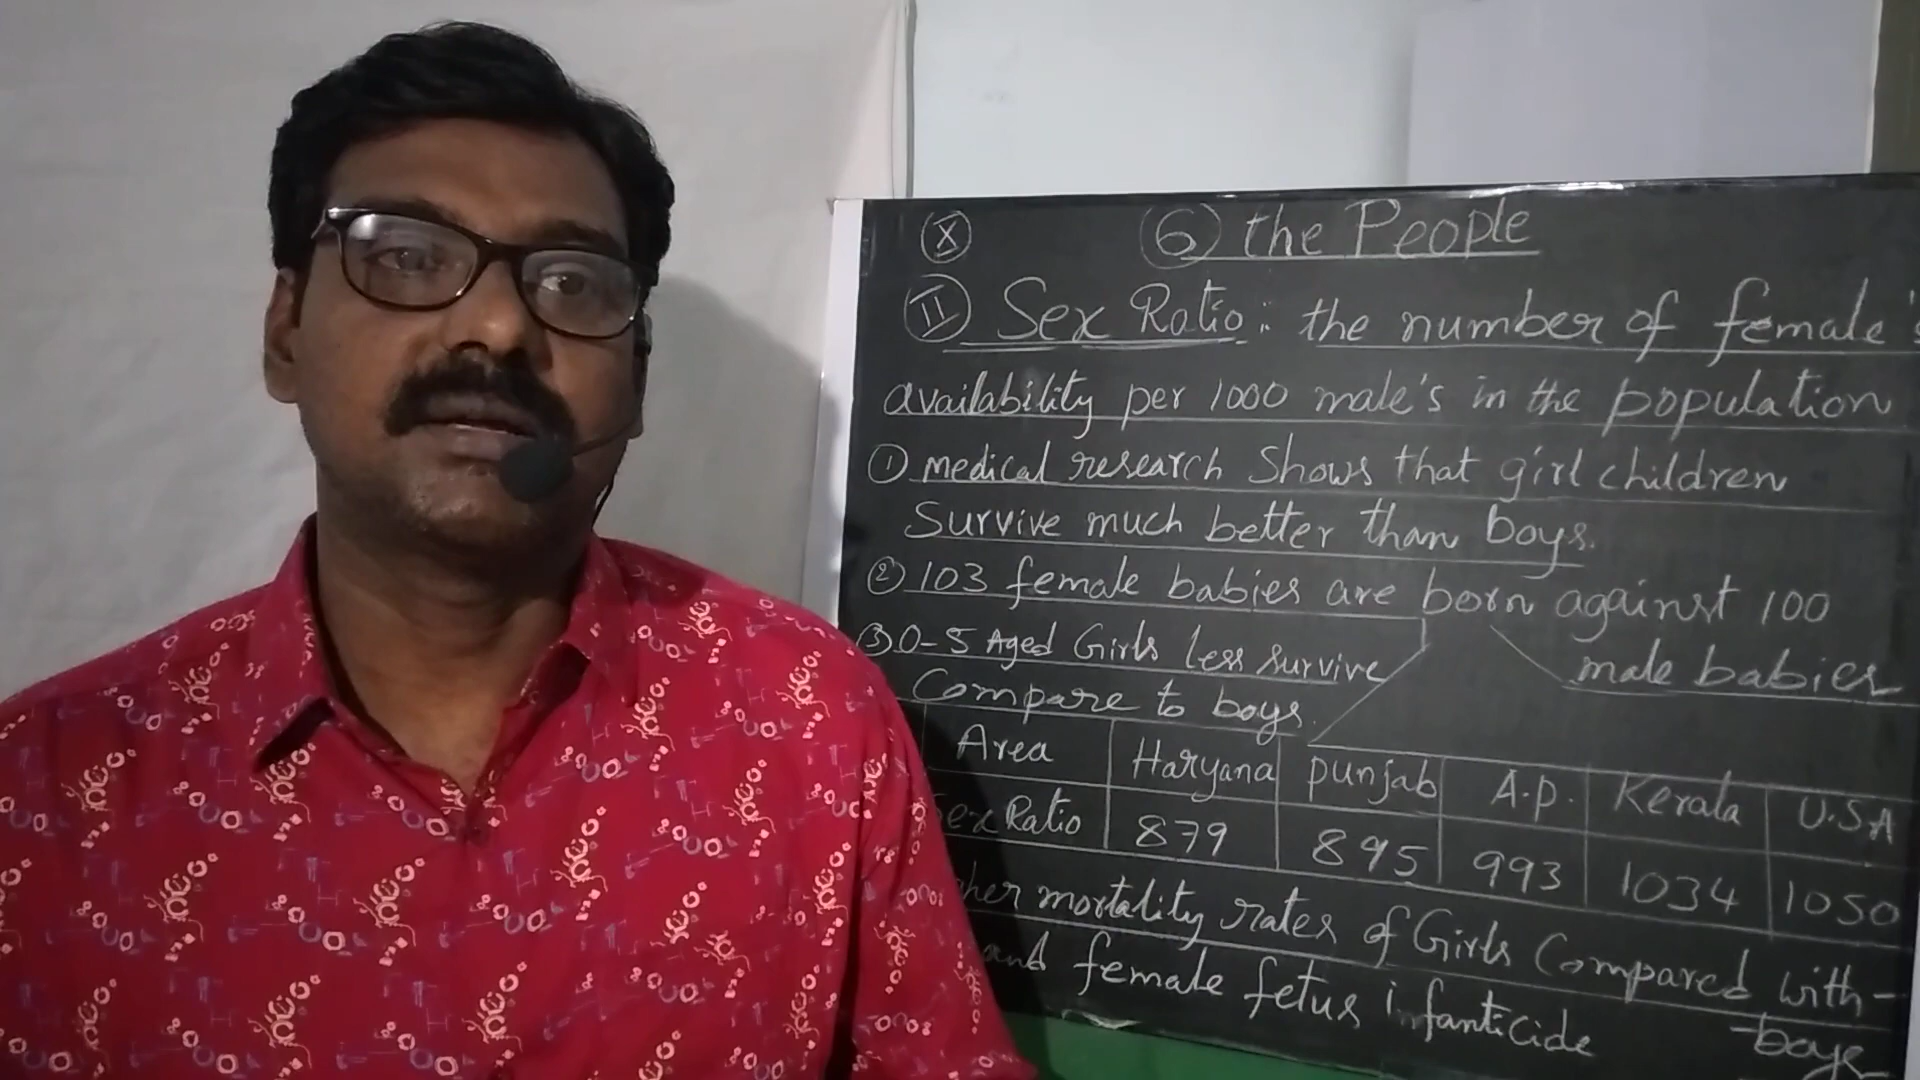 X
6 the People
II Sex Ratio: the number of female's
availability per 1000 male's in the population
1 medical research Shows that girl children
Survive much better than boys.
2 103 female babies are born against 100
male babies
3 0-5 Aged Girls less survive
Compare to boys.
Area Haryana punjab A.P. Kerala U.S.A
Sex Ratio 879 895 993 1034 1050
mortality rates of Girls Compared with-
boys
and female fetus infanticide